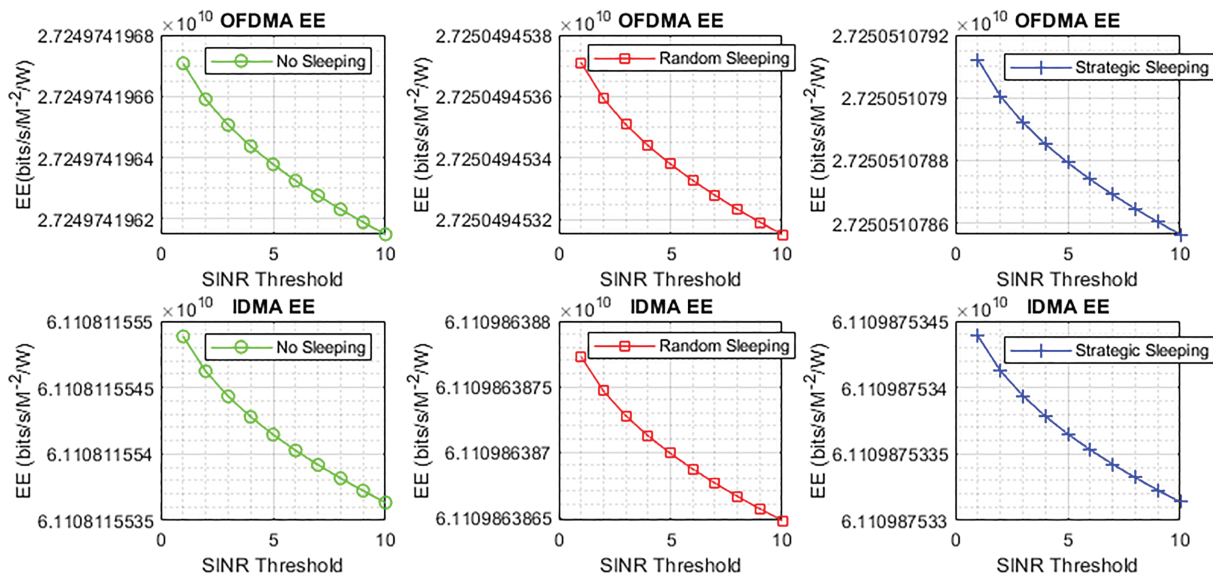 ×10^10 OFDMA EE
2.7249741968
2.7249741966
2.7249741964
2.7249741962
EE(bits/s/M^-2/W)
No Sleeping
0 5 10
SINR Threshold
×10^10 OFDMA EE
2.7250494538
2.7250494536
2.7250494534
2.7250494532
EE (bits/s/M^-2/W)
Random Sleeping
0 5 10
SINR Threshold
×10^10 OFDMA EE
2.7250510792
2.725051079
2.7250510788
2.7250510786
EE (bits/s/M^-2/W)
Strategic Sleeping
0 5 10
SINR Threshold
×10^10 IDMA EE
6.1108115555
6.11081155545
6.1108115554
6.11081155535
EE (bits/s/M^-2/W)
No Sleeping
0 5 10
SINR Threshold
×10^10 IDMA EE
6.110986388
6.1109863875
6.110986387
6.1109863865
EE (bits/s/M^-2/W)
Random Sleeping
0 5 10
SINR Threshold
×10^10 IDMA EE
6.1109875345
6.110987534
6.1109875335
6.110987533
EE (bits/s/M^-2/W)
Strategic Sleeping
0 5 10
SINR Threshold